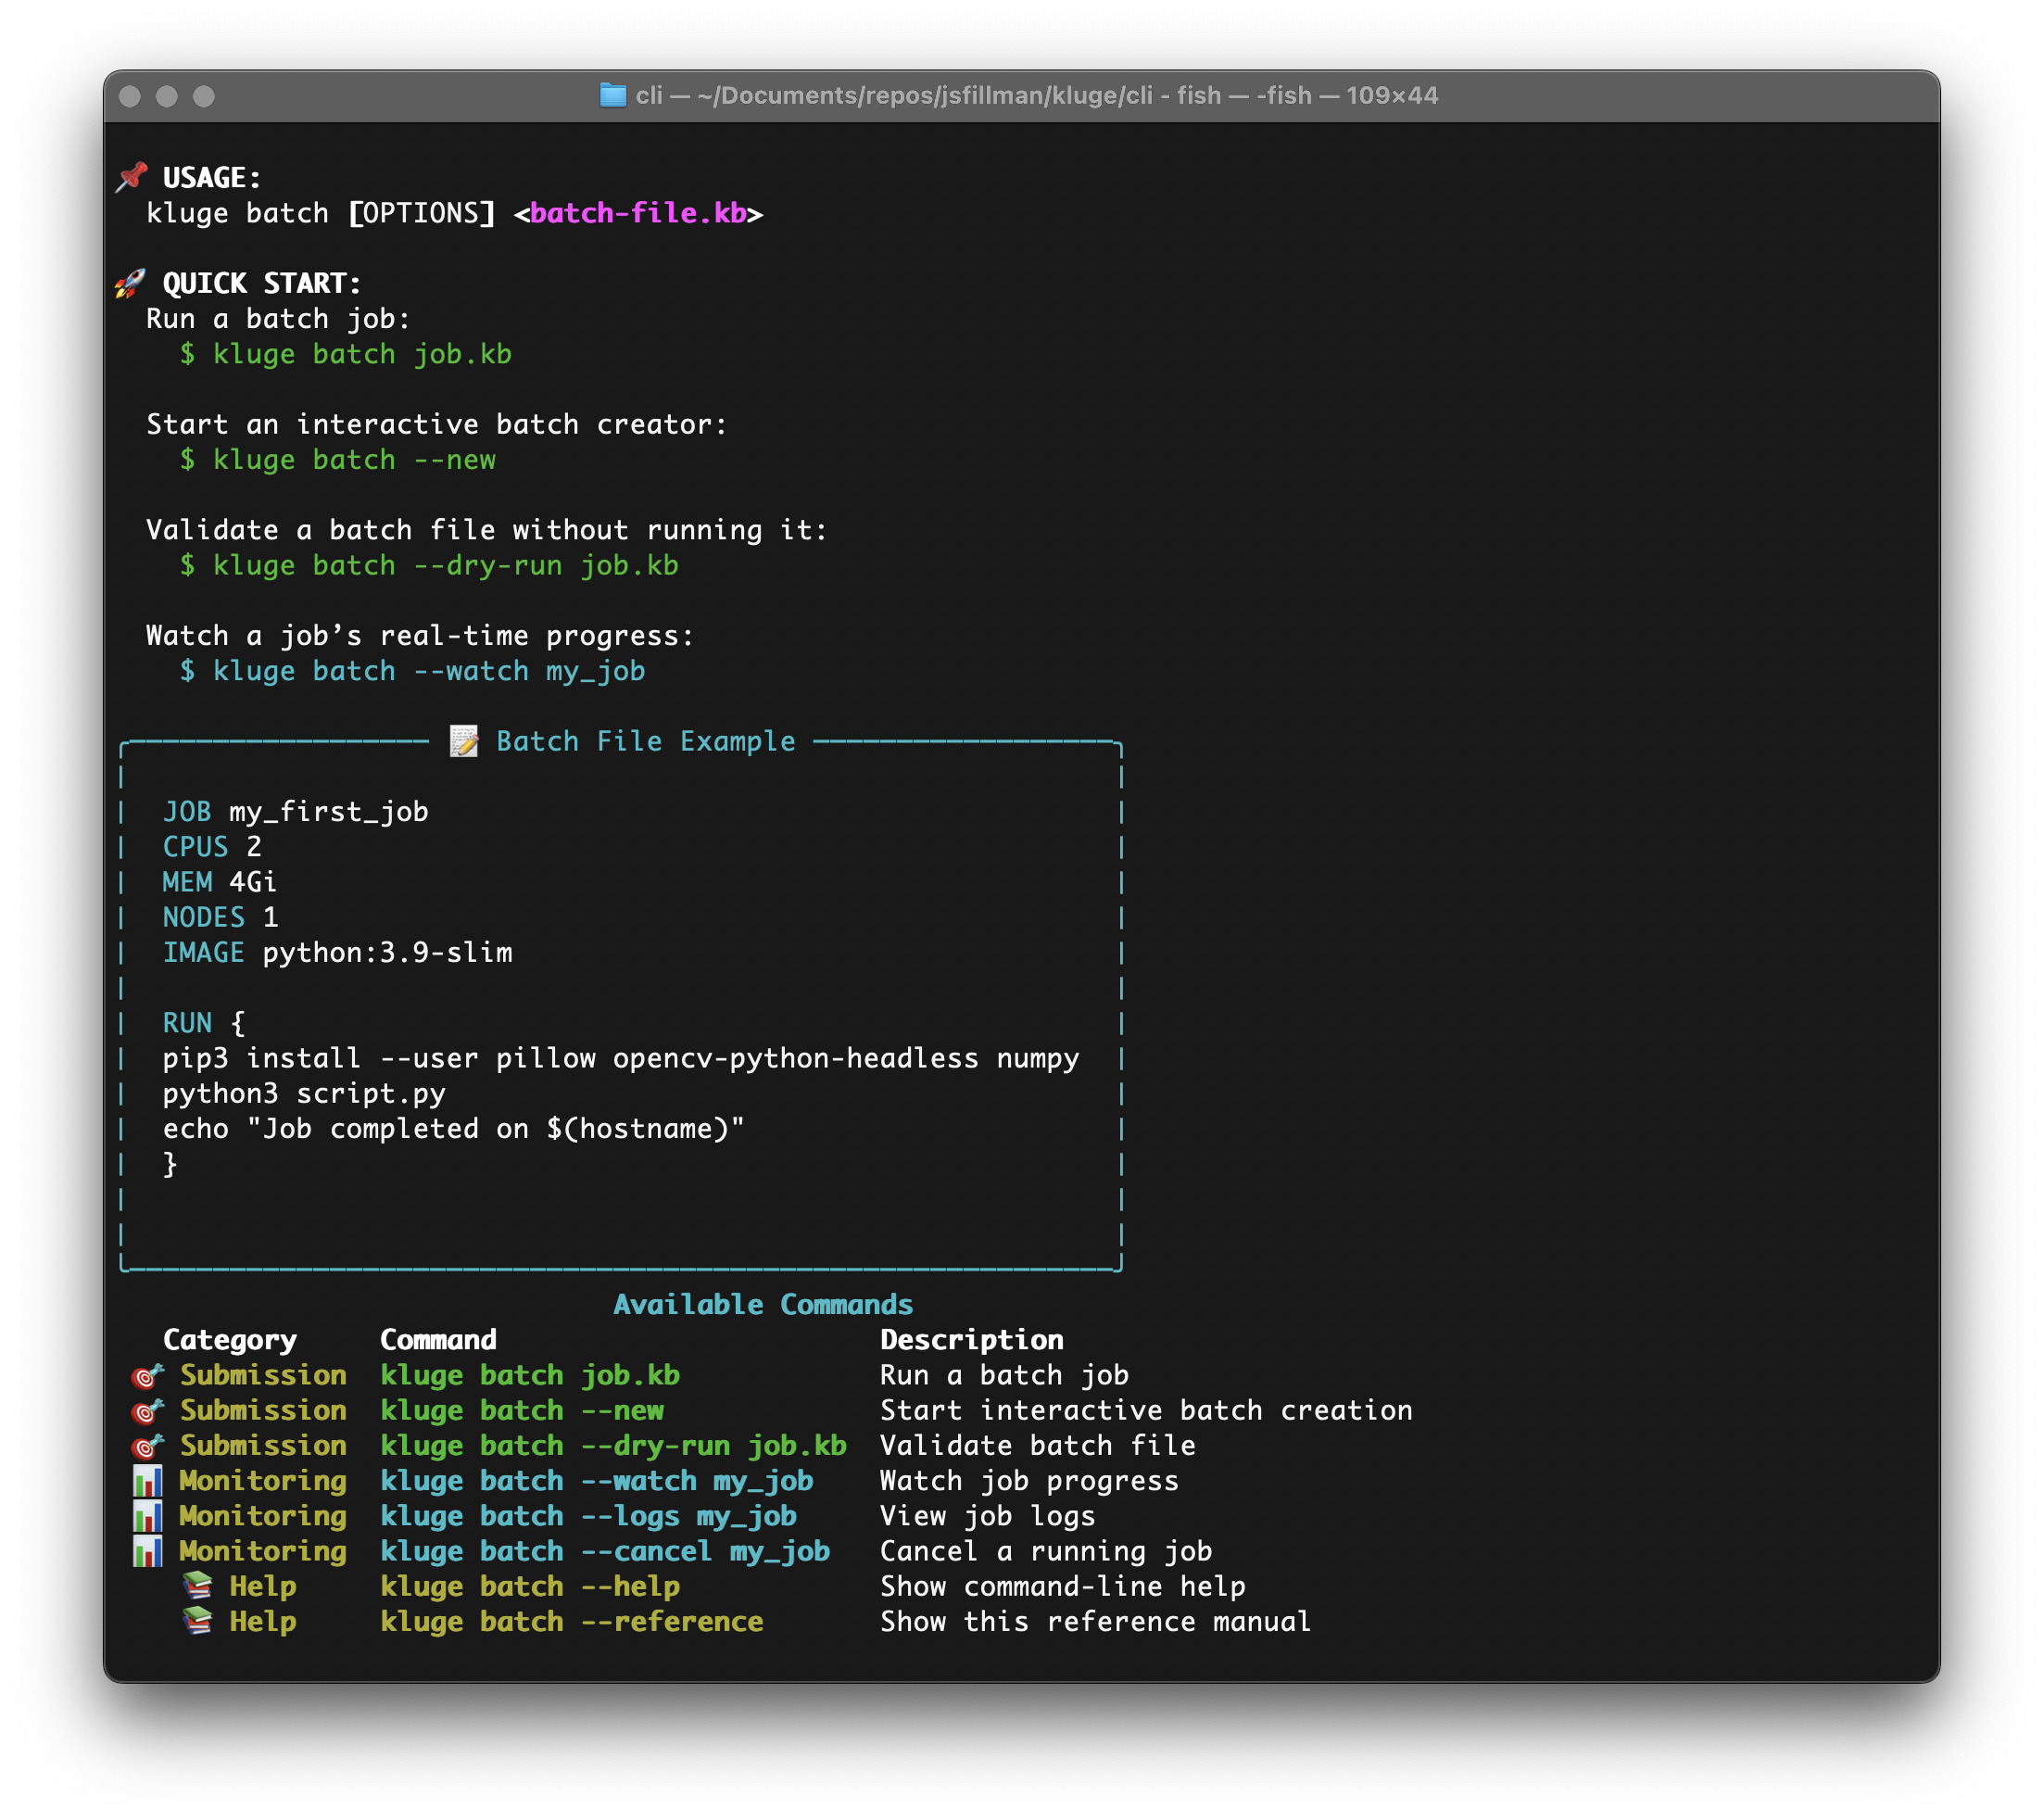 cli — ~/Documents/repos/jsfillman/kluge/cli - fish — -fish — 109×44
📌 USAGE:
kluge batch [OPTIONS] <batch-file.kb>
🚀 QUICK START:
Run a batch job:
$ kluge batch job.kb
Start an interactive batch creator:
$ kluge batch --new
Validate a batch file without running it:
$ kluge batch --dry-run job.kb
Watch a job’s real-time progress:
$ kluge batch --watch my_job
📝 Batch File Example
JOB my_first_job
CPUS 2
MEM 4Gi
NODES 1
IMAGE python:3.9-slim
RUN {
pip3 install --user pillow opencv-python-headless numpy
python3 script.py
echo "Job completed on $(hostname)"
}
Available Commands
Category Command Description
🎯 Submission kluge batch job.kb Run a batch job
🎯 Submission kluge batch --new Start interactive batch creation
🎯 Submission kluge batch --dry-run job.kb Validate batch file
📊 Monitoring kluge batch --watch my_job Watch job progress
📊 Monitoring kluge batch --logs my_job View job logs
📊 Monitoring kluge batch --cancel my_job Cancel a running job
📚 Help kluge batch --help Show command-line help
📚 Help kluge batch --reference Show this reference manual